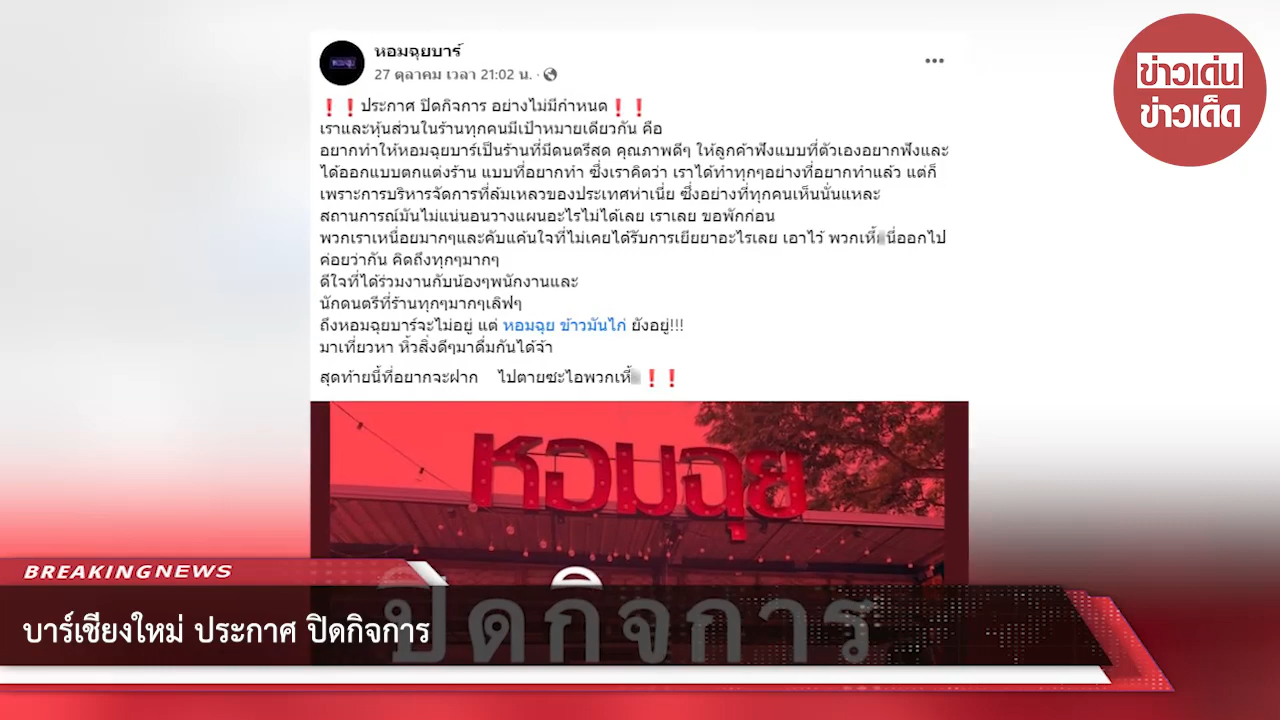 หอมฉุยบาร์
27 ตุลาคม เวลา 21:02 น. ·
❗❗ประกาศ ปิดกิจการ อย่างไม่มีกำหนด❗❗
เราและหุ้นส่วนในร้านทุกคนมีเป้าหมายเดียวกัน คือ
อยากทำให้หอมฉุยบาร์เป็นร้านที่มีดนตรีสด คุณภาพดีๆ ให้ลูกค้าฟังแบบที่ตัวเองอยากฟังและ
ได้ออกแบบตกแต่งร้าน แบบที่อยากทำ ซึ่งเราคิดว่า เราได้ทำทุกๆอย่างที่อยากทำแล้ว แต่ก็
เพราะการบริหารจัดการที่ล้มเหลวของประเทศห่าเนี่ย ซึ่งอย่างที่ทุกคนเห็นนั่นแหละ
สถานการณ์มันไม่แน่นอนวางแผนอะไรไม่ได้เลย เราเลย ขอพักก่อน
พวกเราเหนื่อยมากๆและคับแค้นใจที่ไม่เคยได้รับการเยียยาอะไรเลย เอาไว้ พวกเหี้ นี่ออกไป
ค่อยว่ากัน คิดถึงทุกๆมากๆ
ดีใจที่ได้ร่วมงานกับน้องๆพนักงานและ
นักดนตรีที่ร้านทุกๆมากๆเลิฟๆ
ถึงหอมฉุยบาร์จะไม่อยู่ แต่ หอมฉุย ข้าวมันไก่ ยังอยู่!!!
มาเที่ยวหา หิ้วสิ่งดีๆมาดื่มกันได้จ้า
สุดท้ายนี้ที่อยากจะฝาก ไปตายซะไอพวกเหี้ ❗❗
หอมฉุย
ปิดกิจการ
ข่าวเด่น
ข่าวเด็ด
BREAKINGNEWS
บาร์เชียงใหม่ ประกาศ ปิดกิจการ